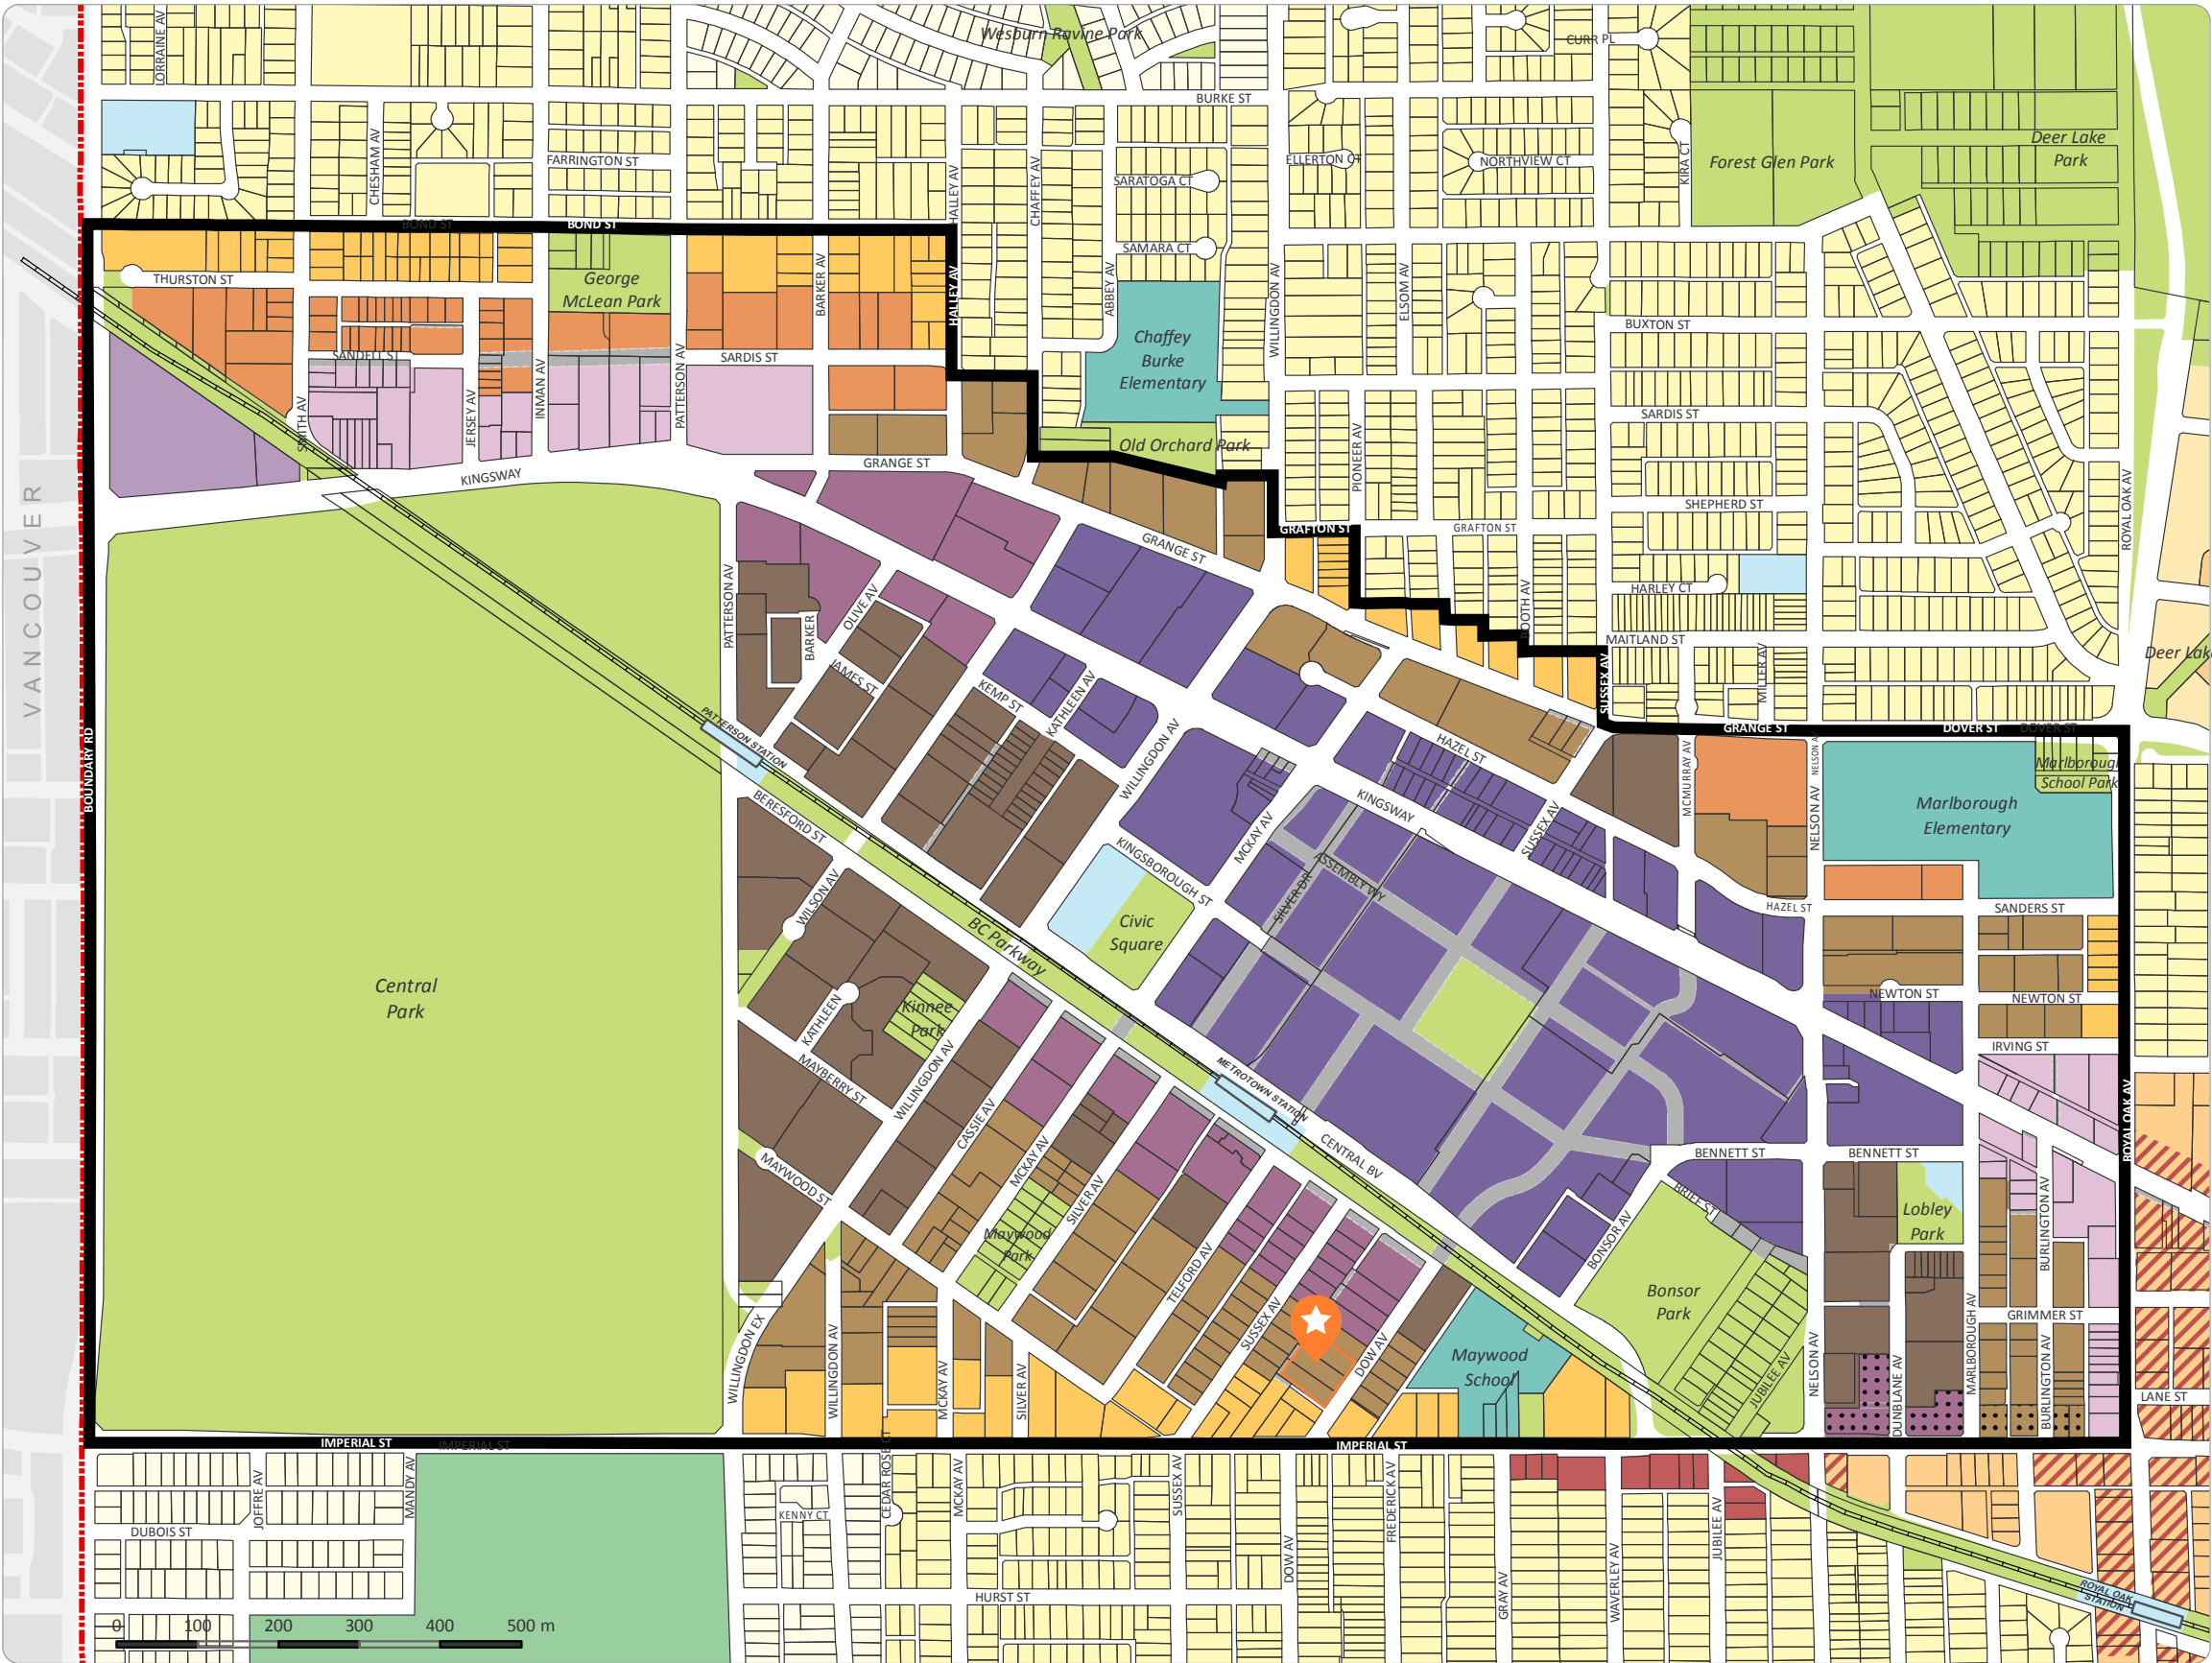 LORRAINE AV
Wesburn Ravine Park
CURR PL
BURKE ST
CHESHAM AV
FARRINGTON ST
HALLEY AV
CHAFFEY AV
SARATOGA CT
ELLERTON CT
NORTHVIEW CT
KIRA CT
Forest Glen Park
Deer Lake
Park
BOND ST
BOND ST
SAMARA CT
THURSTON ST
George
McLean Park
BARKER AV
HALLEY AV
ABBEY AV
WILLINGDON AV
ELSOM AV
BUXTON ST
Chaffey
Burke
Elementary
SANDELL ST
SARDIS ST
SMITH AV
JERSEY AV
INMAN AV
PATTERSON AV
SARDIS ST
Old Orchard Park
PIONEER AV
GRANGE ST
KINGSWAY
VANCOUVER
SHEPHERD ST
ROYAL OAK AV
GRAFTON ST
GRAFTON ST
GRANGE ST
PATTERSON AV
BARKER
OLIVE AV
HARLEY CT
BOOTH AV
MAITLAND ST
MILLER AV
SUSSEX AV
Deer Lak
JAMES ST
KEMP ST
KATHLEEN AV
PATTERSON STATION
BOUNDARY RD
WILLINGDON AV
HAZEL ST
GRANGE ST
DOVER ST
DOVER ST
MCMURRAY AV
NELSON AV
NELSON AV
Marlborough
School Park
Marlborough
Elementary
BERESFORD ST
KINGSWAY
SUSSEX AV
MCKAY AV
KINGSBOROUGH ST
ASSEMBLY WY
SILVER DR
WILSON AV
BC Parkway
Civic
Square
HAZEL ST
SANDERS ST
Central
Park
KATHLEEN
Kinnee
Park
NEWTON ST
NEWTON ST
IRVING ST
MAYBERRY ST
WILLINGDON AV
METROTOWN STATION
CASSIE AV
MCKAY AV
CENTRAL BV
BENNETT ST
BENNETT ST
ROYAL OAK AV
MAYWOOD ST
SILVER AV
Maywood
Park
BRIEF ST
BONSOR AV
Lobley
Park
BURLINGTON AV
TELFORD AV
SUSSEX AV
DOW AV
Bonsor
Park
GRIMMER ST
MARLBOROUGH AV
WILLINGDON EX
WILLINGDON AV
MCKAY AV
SILVER AV
Maywood
School
JUBILEE AV
NELSON AV
DUNBLANE AV
BURLINGTON AV
LANE ST
IMPERIAL ST
IMPERIAL ST
IMPERIAL ST
MANDY AV
JOFFRE AV
DUBOIS ST
CEDAR ROSE CT
KENNY CT
MCKAY AV
SUSSEX AV
DOW AV
FREDERICK AV
GRAY AV
WAVERLEY AV
JUBILEE AV
HURST ST
ROYAL OAK
STATION
0 100 200 300 400 500 m